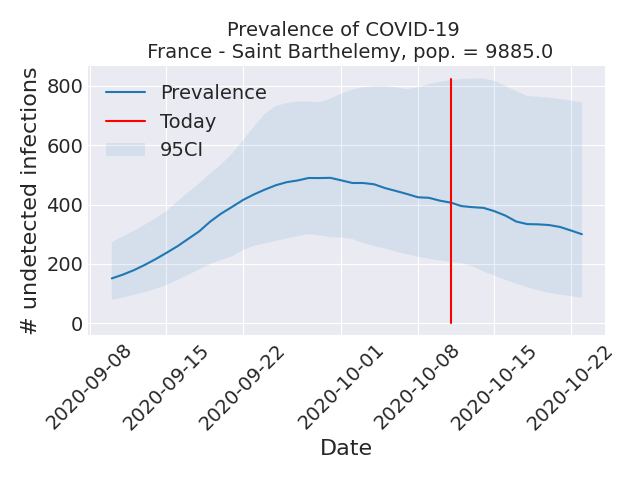 Prevalence of COVID-19
France - Saint Barthelemy, pop. = 9885.0
# undetected infections
800
600
400
200
0
Prevalence
Today
95CI
2020-09-08
2020-09-15
2020-09-22
2020-10-01
2020-10-08
2020-10-15
2020-10-22
Date